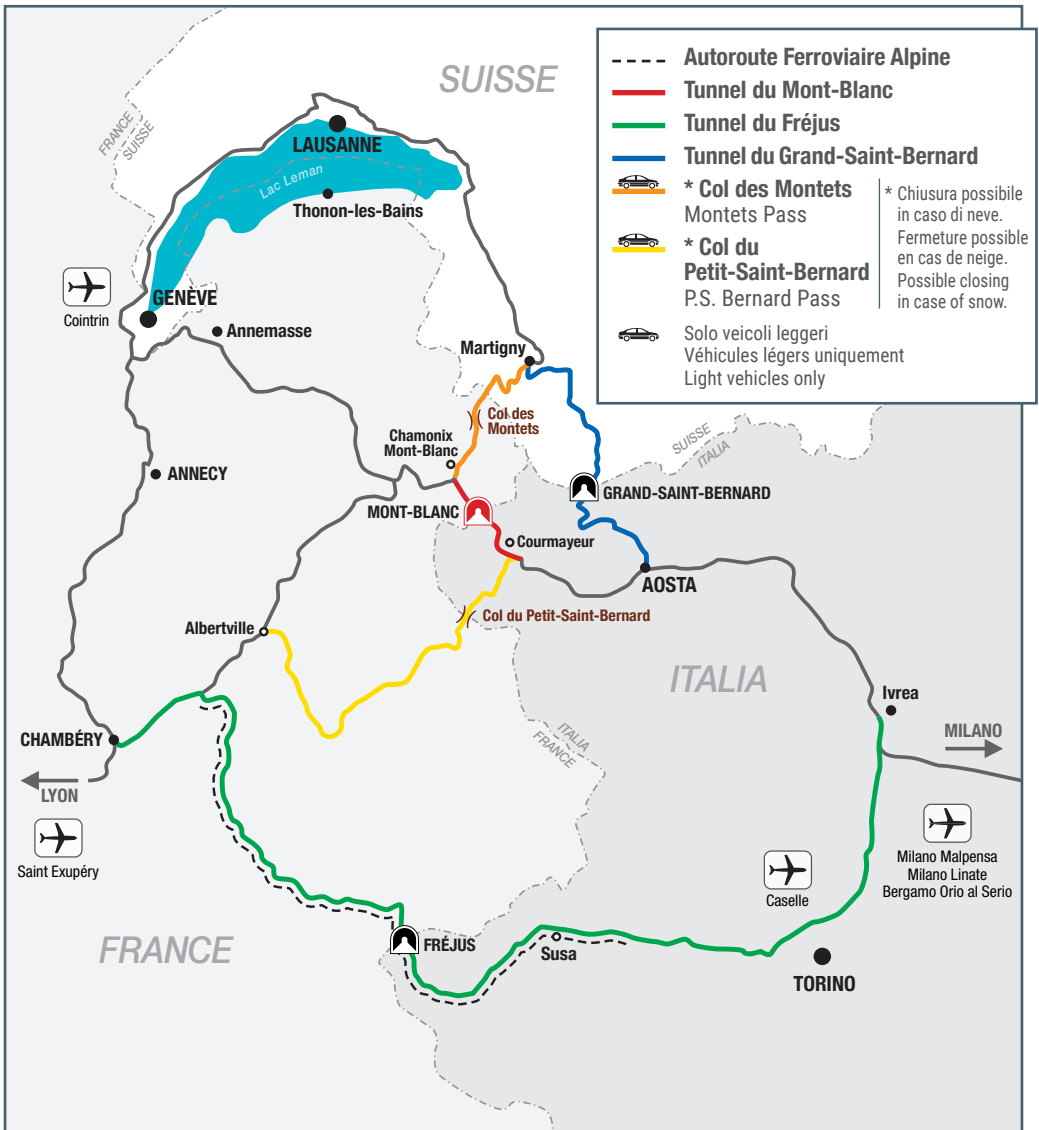 SUISSE
Autoroute Ferroviaire Alpine
Tunnel du Mont-Blanc
Tunnel du Fréjus
Tunnel du Grand-Saint-Bernard
* Col des Montets
Montets Pass
* Col du
Petit-Saint-Bernard
P.S. Bernard Pass
* Chiusura possibile
in caso di neve.
Fermeture possible
en cas de neige.
Possible closing
in case of snow.
Solo veicoli leggeri
Véhicules légers uniquement
Light vehicles only
FRANCE
SUISSE
LAUSANNE
Lac Leman
Thonon-les-Bains
GENÈVE
Cointrin
Annemasse
Martigny
Col des
Montets
Chamonix
Mont-Blanc
SUISSE
ITALIA
ANNECY
MONT-BLANC
GRAND-SAINT-BERNARD
Courmayeur
AOSTA
Albertville
Col du Petit-Saint-Bernard
ITALIA
Ivrea
CHAMBÉRY
ITALIA
FRANCE
MILANO
LYON
Saint Exupéry
Milano Malpensa
Milano Linate
Bergamo Orio al Serio
Caselle
FRANCE
FRÉJUS
Susa
TORINO